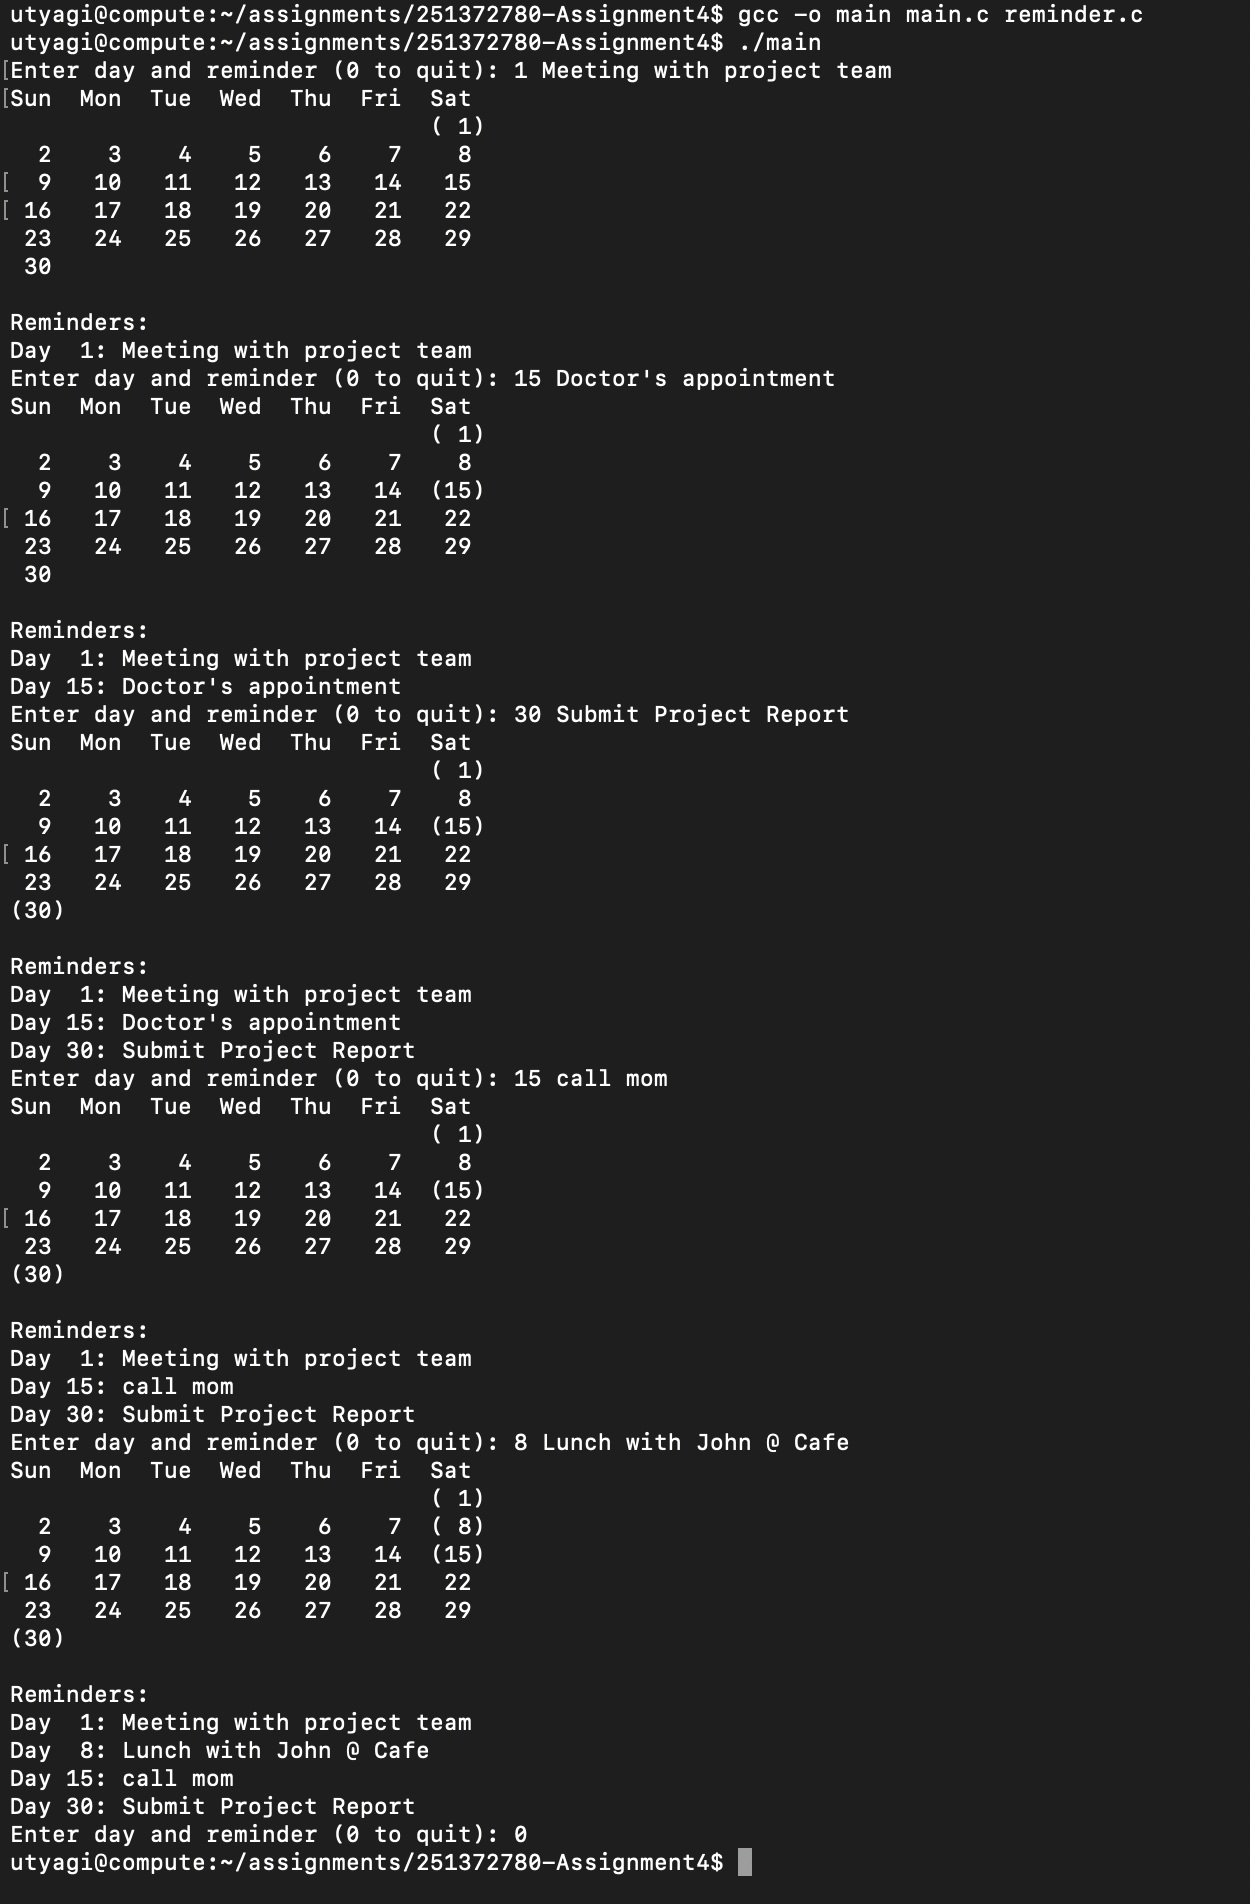 utyagi@compute:~/assignments/251372780-Assignment4$ gcc -o main main.c reminder.c
utyagi@compute:~/assignments/251372780-Assignment4$ ./main
[Enter day and reminder (0 to quit): 1 Meeting with project team
[Sun  Mon  Tue  Wed  Thu  Fri  Sat
                              ( 1)
  2    3    4    5    6    7    8
[  9   10   11   12   13   14   15
[ 16   17   18   19   20   21   22
 23   24   25   26   27   28   29
 30

Reminders:
Day  1: Meeting with project team
Enter day and reminder (0 to quit): 15 Doctor's appointment
Sun  Mon  Tue  Wed  Thu  Fri  Sat
                              ( 1)
  2    3    4    5    6    7    8
  9   10   11   12   13   14  (15)
[ 16   17   18   19   20   21   22
 23   24   25   26   27   28   29
 30

Reminders:
Day  1: Meeting with project team
Day 15: Doctor's appointment
Enter day and reminder (0 to quit): 30 Submit Project Report
Sun  Mon  Tue  Wed  Thu  Fri  Sat
                              ( 1)
  2    3    4    5    6    7    8
  9   10   11   12   13   14  (15)
[ 16   17   18   19   20   21   22
 23   24   25   26   27   28   29
(30)

Reminders:
Day  1: Meeting with project team
Day 15: Doctor's appointment
Day 30: Submit Project Report
Enter day and reminder (0 to quit): 15 call mom
Sun  Mon  Tue  Wed  Thu  Fri  Sat
                              ( 1)
  2    3    4    5    6    7    8
  9   10   11   12   13   14  (15)
[ 16   17   18   19   20   21   22
 23   24   25   26   27   28   29
(30)

Reminders:
Day  1: Meeting with project team
Day 15: call mom
Day 30: Submit Project Report
Enter day and reminder (0 to quit): 8 Lunch with John @ Cafe
Sun  Mon  Tue  Wed  Thu  Fri  Sat
                              ( 1)
  2    3    4    5    6    7  ( 8)
  9   10   11   12   13   14  (15)
[ 16   17   18   19   20   21   22
 23   24   25   26   27   28   29
(30)

Reminders:
Day  1: Meeting with project team
Day  8: Lunch with John @ Cafe
Day 15: call mom
Day 30: Submit Project Report
Enter day and reminder (0 to quit): 0
utyagi@compute:~/assignments/251372780-Assignment4$